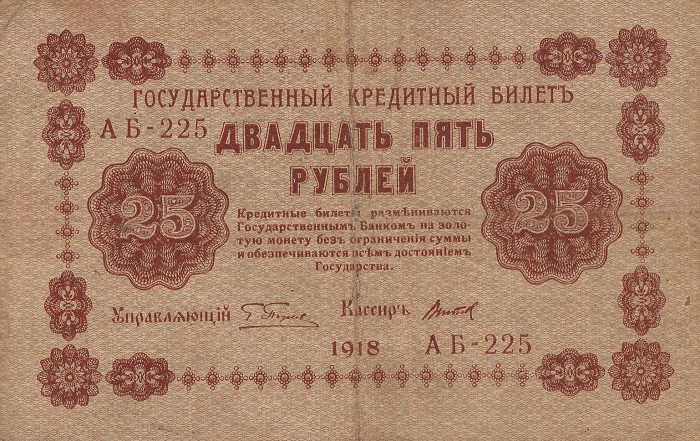 ГОСУДАРСТВЕННЫЙ КРЕДИТНЫЙ БИЛЕТЪ
АБ-225
ДВАДЦАТЬ ПЯТЬ
РУБЛЕЙ
25
25
Кредитные билеты размѣниваются
Государственнымъ Банкомъ на золо-
тую монету безъ ограниченія суммы
и обезпечиваются всѣмъ достояніемъ
Государства.
Управляющій
Кассиръ
1918
АБ-225